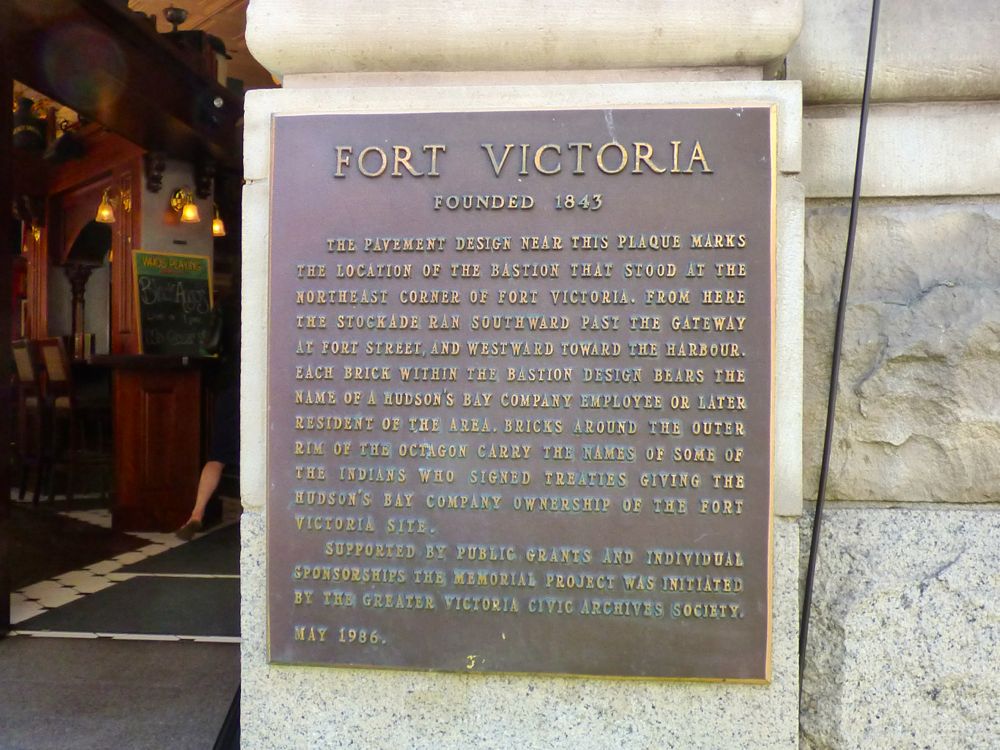 FORT VICTORIA
FOUNDED 1843
THE PAVEMENT DESIGN NEAR THIS PLAQUE MARKS
THE LOCATION OF THE BASTION THAT STOOD AT THE
NORTHEAST CORNER OF FORT VICTORIA. FROM HERE
THE STOCKADE RAN SOUTHWARD PAST THE GATEWAY
AT FORT STREET, AND WESTWARD TOWARD THE HARBOUR.
EACH BRICK WITHIN THE BASTION DESIGN BEARS THE
NAME OF A HUDSON'S BAY COMPANY EMPLOYEE OR LATER
RESIDENT OF THE AREA. BRICKS AROUND THE OUTER
RIM OF THE OCTAGON CARRY THE NAMES OF SOME OF
THE INDIANS WHO SIGNED TREATIES GIVING THE
HUDSON'S BAY COMPANY OWNERSHIP OF THE FORT
VICTORIA SITE.
SUPPORTED BY PUBLIC GRANTS AND INDIVIDUAL
SPONSORSHIPS THE MEMORIAL PROJECT WAS INITIATED
BY THE GREATER VICTORIA CIVIC ARCHIVES SOCIETY.
MAY 1986.
WHO'S PLAYING